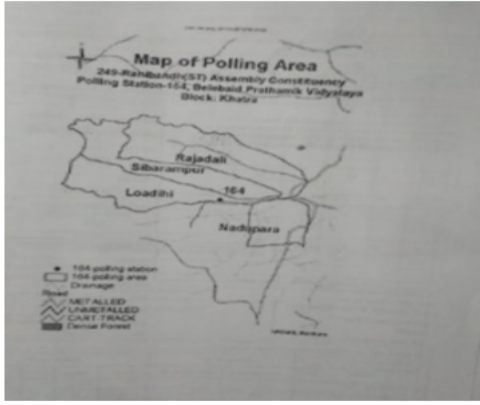 Map of Polling Area
249-Ranibandh(ST) Assembly Constituency
Polling Station-164, Belebaid Prathamik Vidyalaya
Block: Khatra
Rajadali
Sibarampur
Loadihi
164
Nadapara
164 polling station
164 polling area
Drainage
Road
METALLED
UNMETALLED
CART-TRACK
Dense Forest